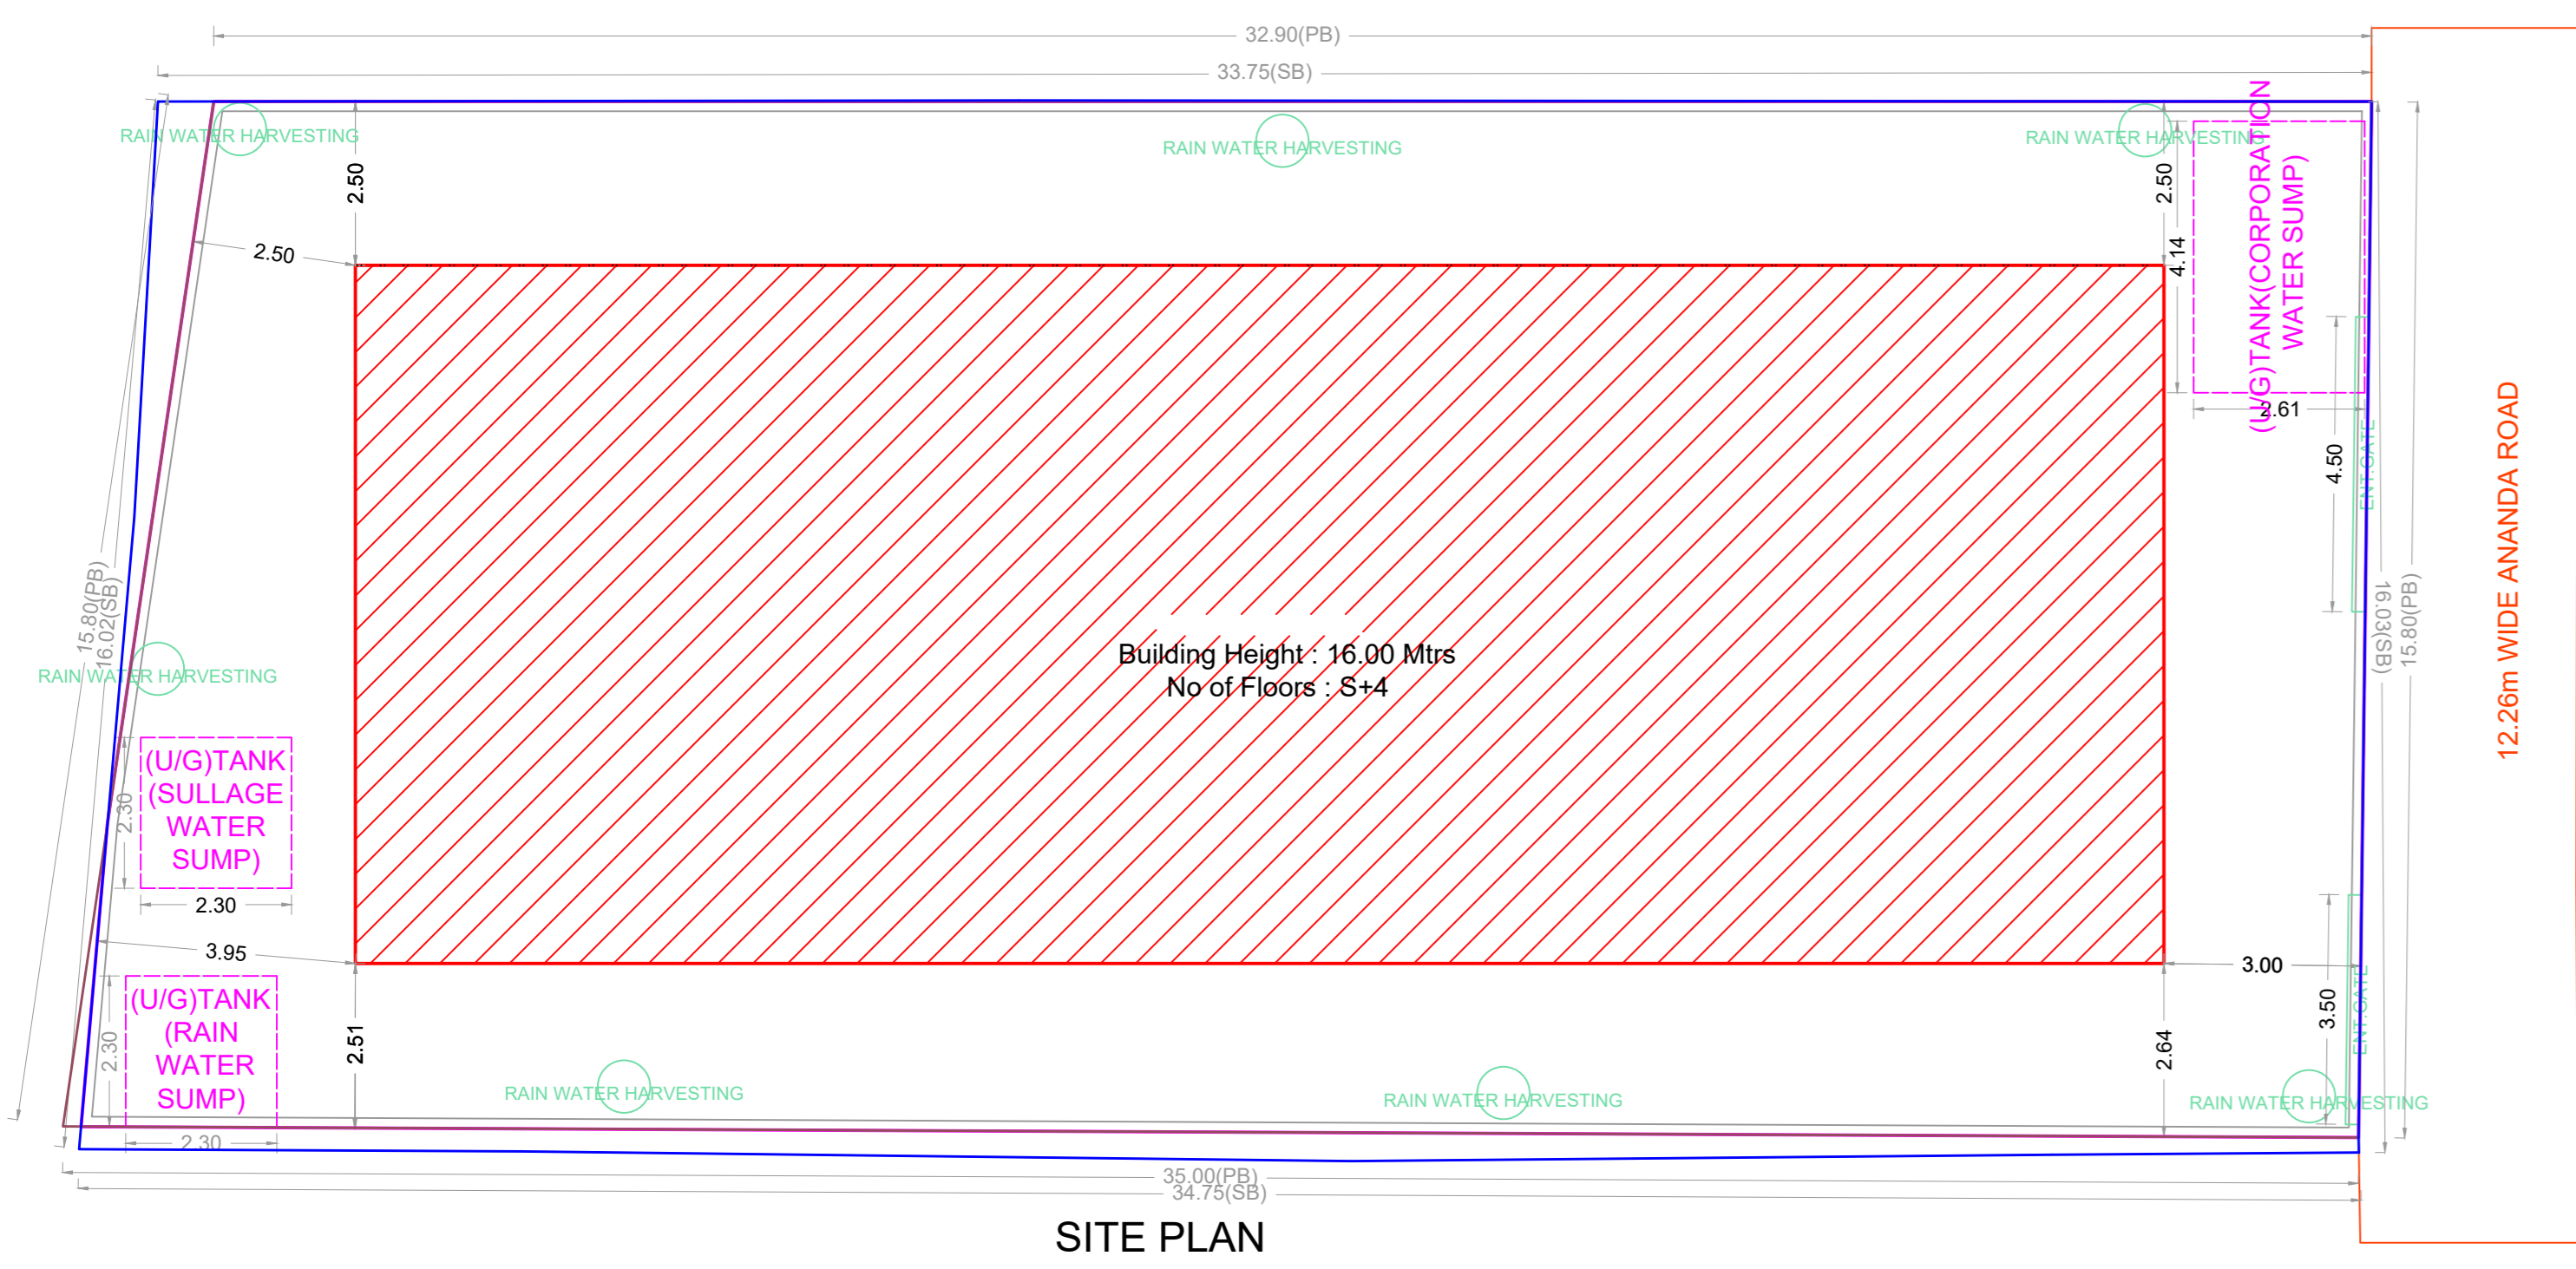 32.90(PB)
33.75(SB)
RAIN WATER HARVESTING
RAIN WATER HARVESTING
RAIN WATER HARVESTING
2.50
2.50
2.50
4.14
(U/G)TANK(CORPORATION
WATER SUMP)
2.61
4.50
ENT.GATE
15.80(PB)
16.02(SB)
16.03(SB)
15.80(PB)
12.26m WIDE ANANDA ROAD
Building Height : 16.00 Mtrs
No of Floors : S+4
RAIN WATER HARVESTING
(U/G)TANK
(SULLAGE
WATER
SUMP)
2.30
2.30
3.95
3.00
(U/G)TANK
(RAIN
WATER
SUMP)
2.30
2.30
2.51
2.64
3.50
ENT.GATE
RAIN WATER HARVESTING
RAIN WATER HARVESTING
RAIN WATER HARVESTING
35.00(PB)
34.75(SB)
SITE PLAN